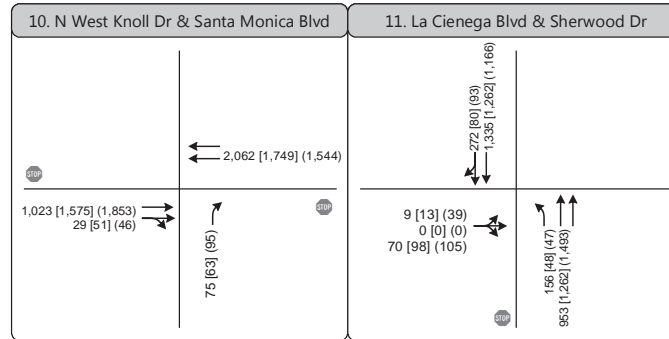 10. N West Knoll Dr & Santa Monica Blvd
2,062 [1,749] (1,544)
STOP
1,023 [1,575] (1,853)
29 [51] (46)
75 [63] (95)
STOP
11. La Cienega Blvd & Sherwood Dr
272 [80] (93)
1,335 [1,262] (1,166)
9 [13] (39)
0 [0] (0)
70 [98] (105)
156 [48] (47)
953 [1,262] (1,493)
STOP